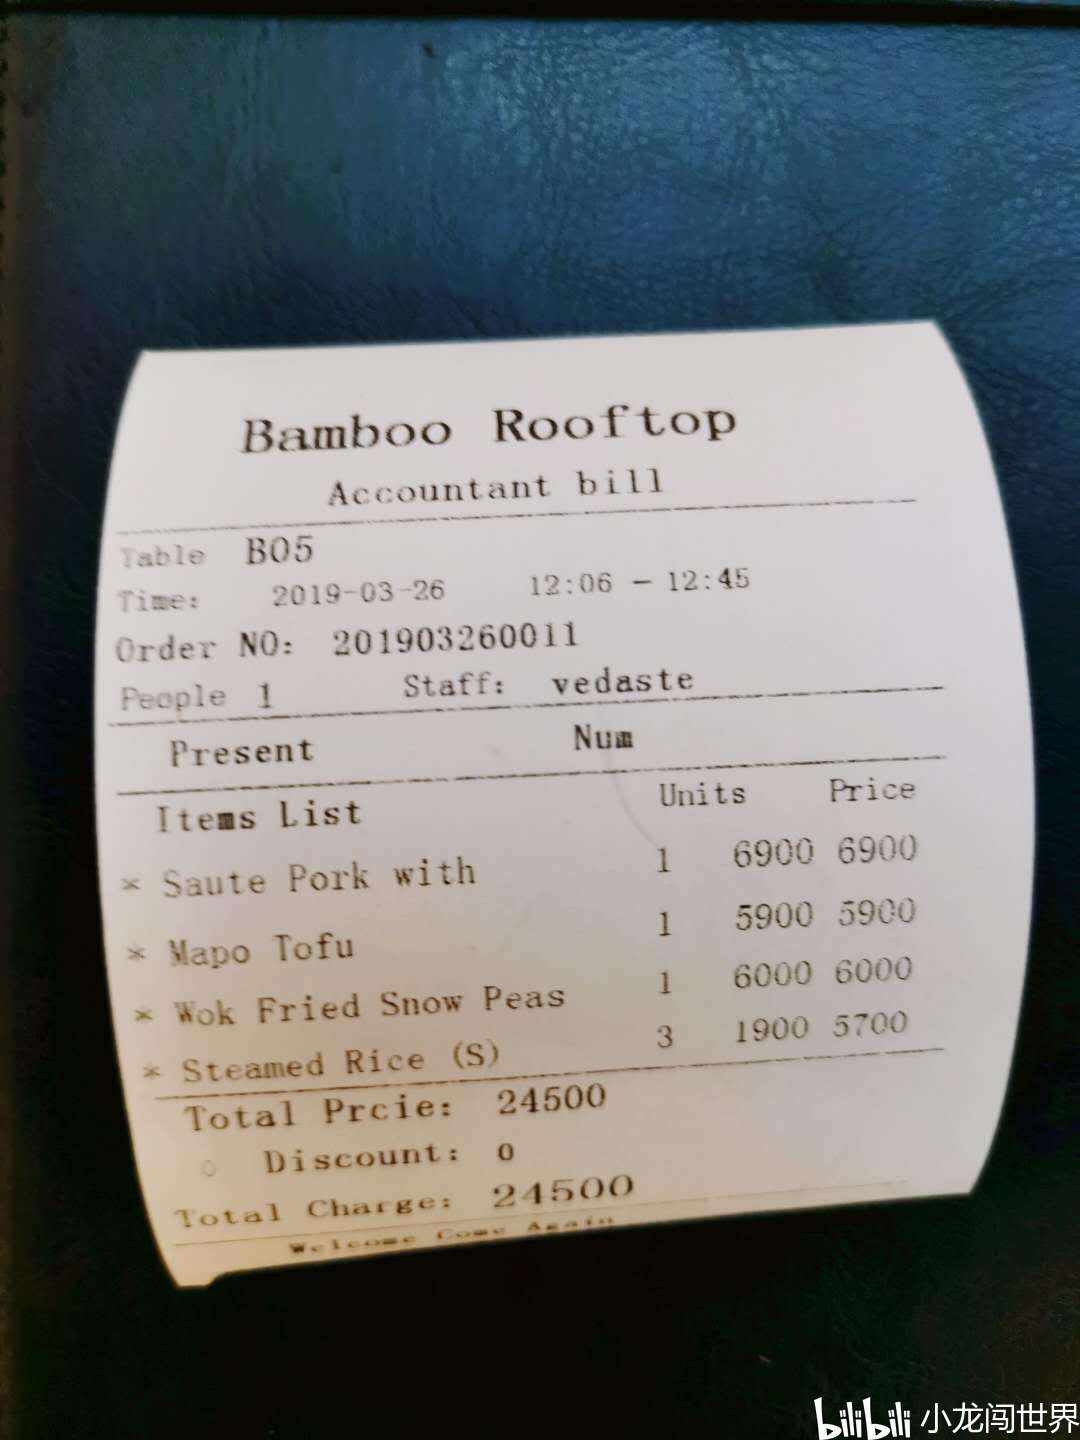 Bamboo Rooftop
Accountant bill
Table B05
Time: 2019-03-26 12:06 - 12:45
Order NO: 201903260011
People 1 Staff: vedaste
Present Num
Items List Units Price
* Saute Pork with 1 6900 6900
* Mapo Tofu 1 5900 5900
* Wok Fried Snow Peas 1 6000 6000
* Steamed Rice (S) 3 1900 5700
Total Prcie: 24500
Discount: 0
Total Charge: 24500
Welcome Come Again
bilibili 小龙闯世界